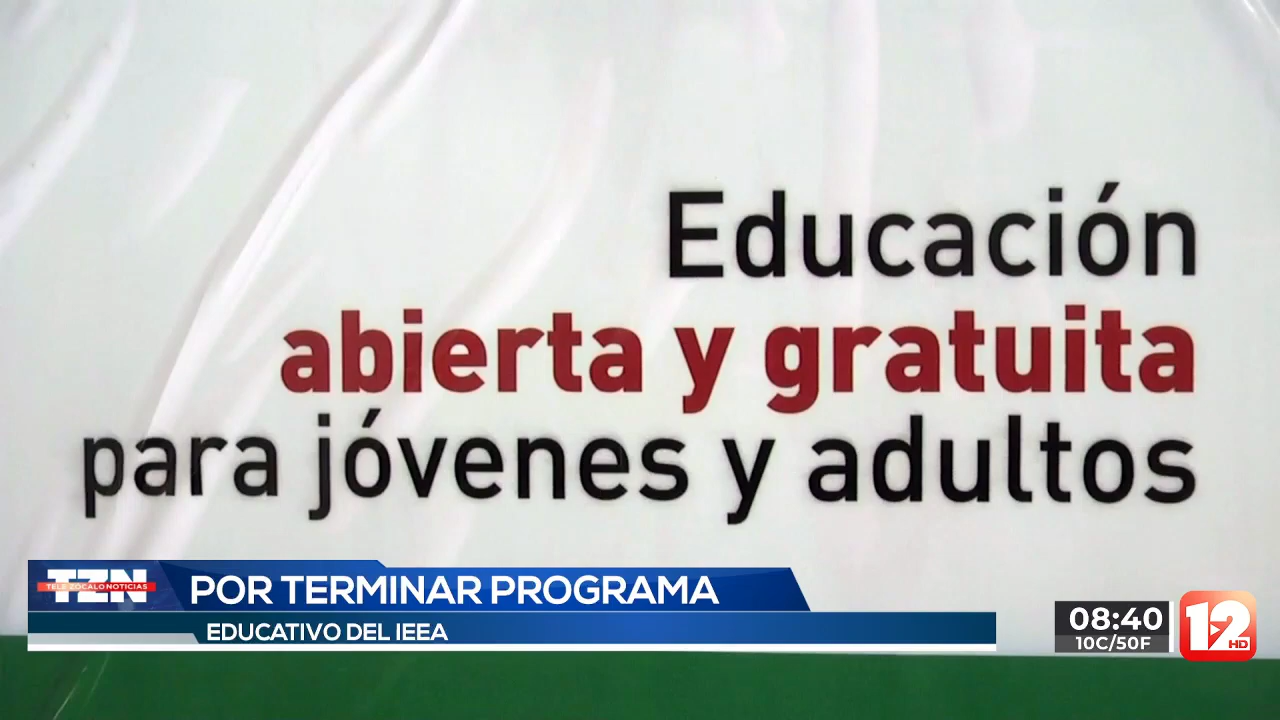 Educación
abierta y gratuita
para jóvenes y adultos
TZN
TELE ZOCALO NOTICIAS
POR TERMINAR PROGRAMA
EDUCATIVO DEL IEEA
08:40
10C/50F
12
HD